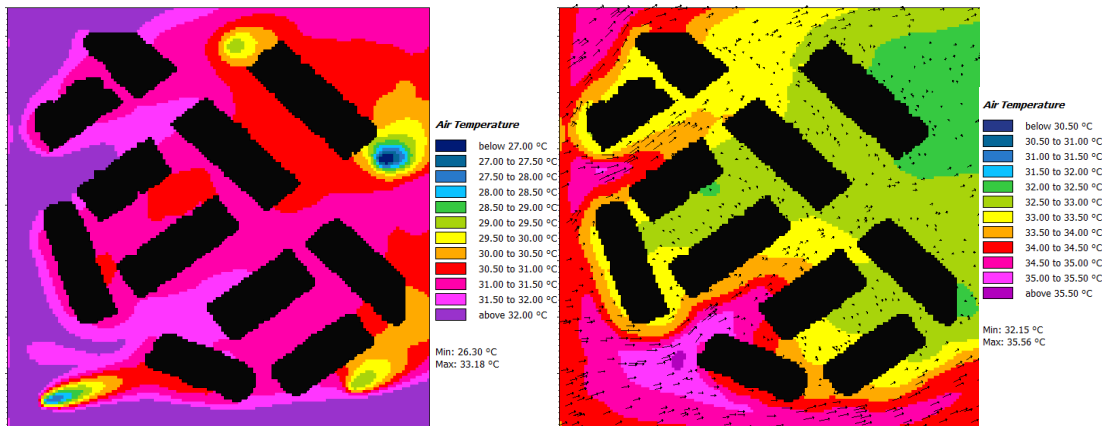 Air Temperature
below 27.00 °C
27.00 to 27.50 °C
27.50 to 28.00 °C
28.00 to 28.50 °C
28.50 to 29.00 °C
29.00 to 29.50 °C
29.50 to 30.00 °C
30.00 to 30.50 °C
30.50 to 31.00 °C
31.00 to 31.50 °C
31.50 to 32.00 °C
above 32.00 °C
Min: 26.30 °C
Max: 33.18 °C
Air Temperature
below 30.50 °C
30.50 to 31.00 °C
31.00 to 31.50 °C
31.50 to 32.00 °C
32.00 to 32.50 °C
32.50 to 33.00 °C
33.00 to 33.50 °C
33.50 to 34.00 °C
34.00 to 34.50 °C
34.50 to 35.00 °C
35.00 to 35.50 °C
above 35.50 °C
Min: 32.15 °C
Max: 35.56 °C